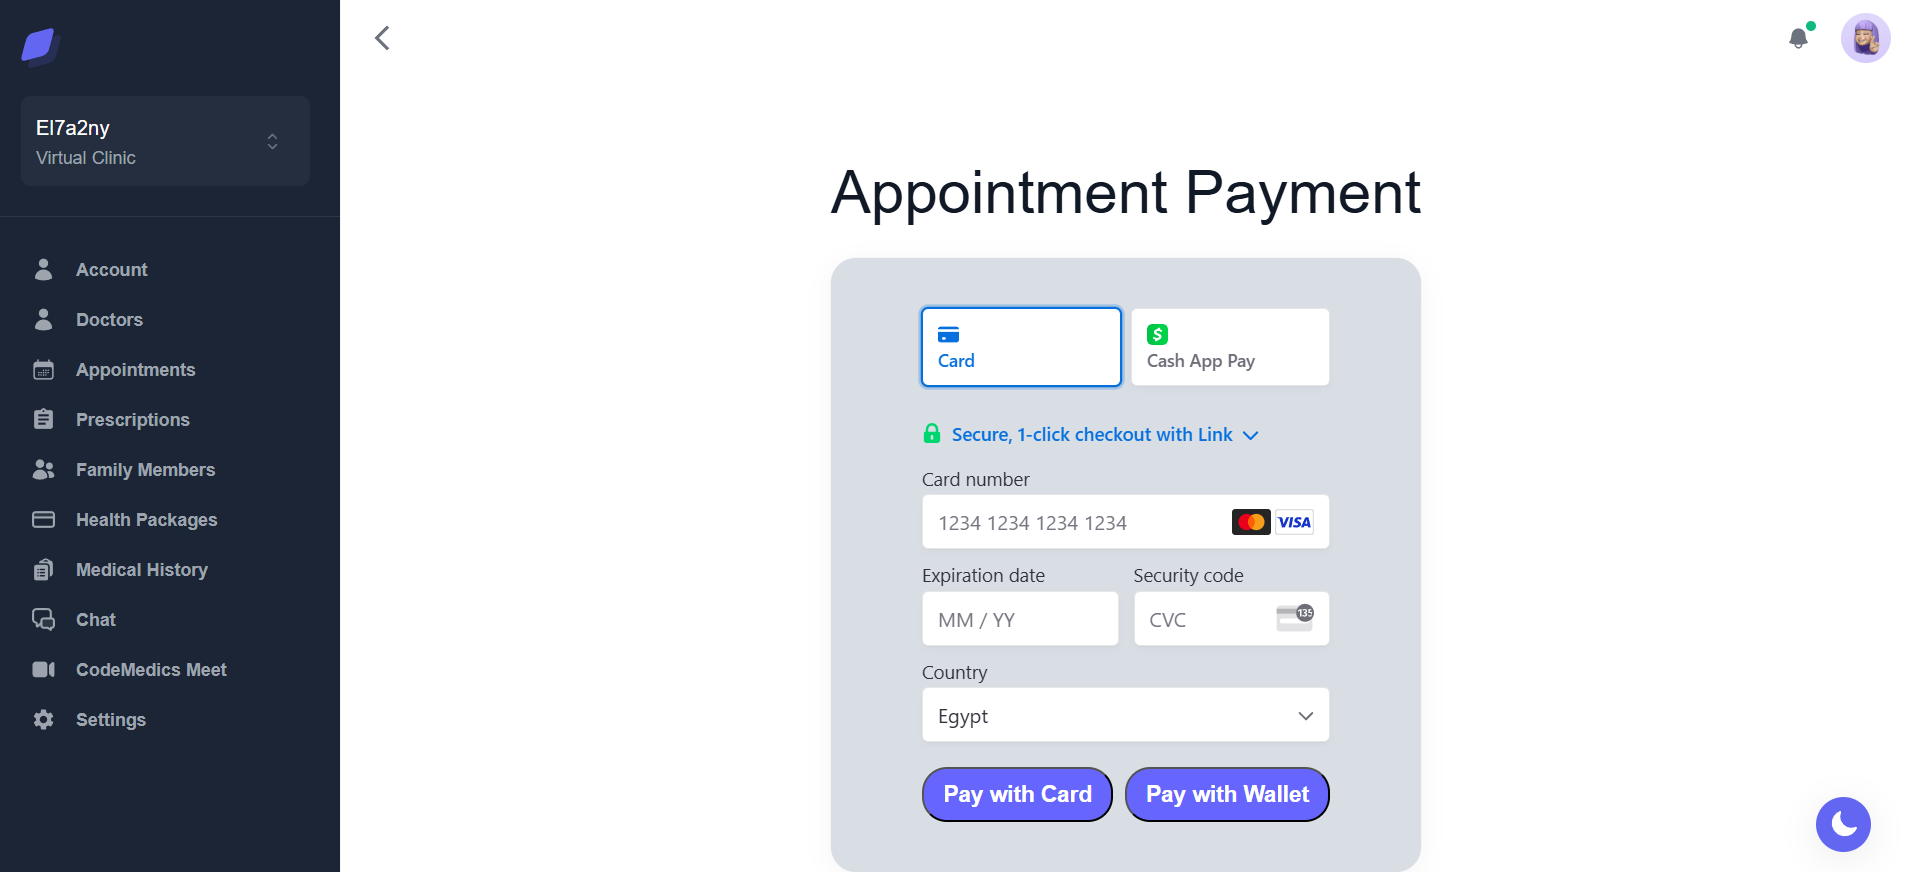 El7a2ny
Virtual Clinic
Account
Doctors
Appointments
Prescriptions
Family Members
Health Packages
Medical History
Chat
CodeMedics Meet
Settings
Appointment Payment
Card
Cash App Pay
Secure, 1-click checkout with Link
Card number
1234 1234 1234 1234
VISA
Expiration date
Security code
MM / YY
CVC
135
Country
Egypt
Pay with Card
Pay with Wallet